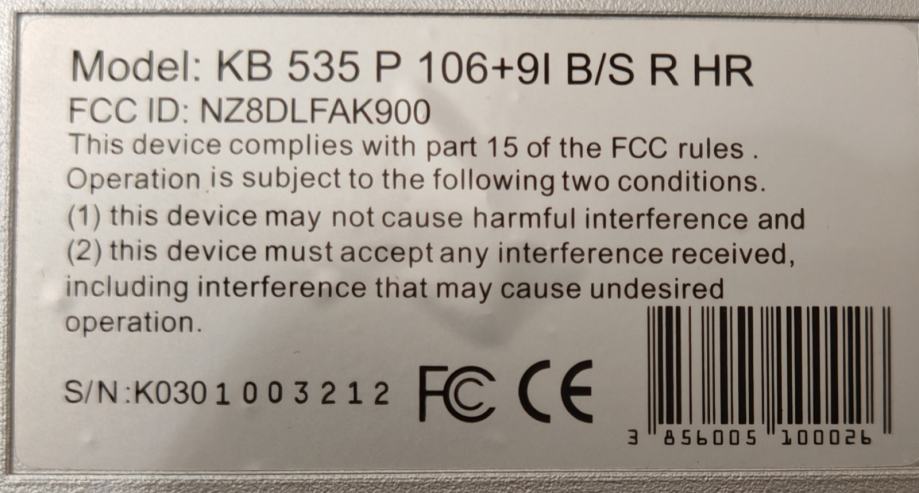 Model: KB 535 P 106+9I B/S R HR
FCC ID: NZ8DLFAK900
This device complies with part 15 of the FCC rules .
Operation is subject to the following two conditions.
(1) this device may not cause harmful interference and
(2) this device must accept any interference received,
including interference that may cause undesired
operation.
S/N:K0301003212 FC CE
3 856005 100026